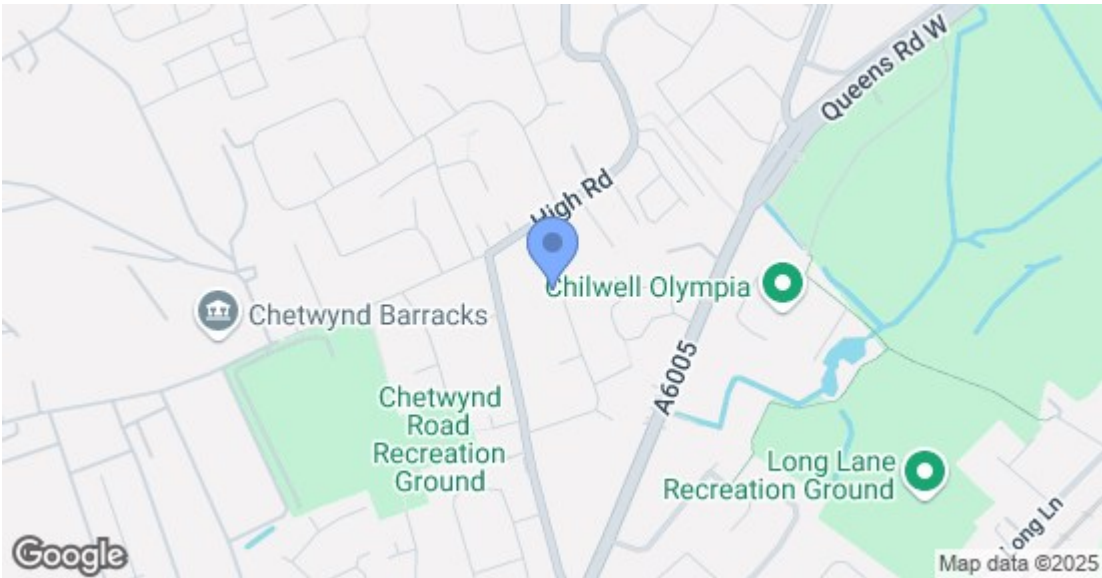 Queens Rd W
High Rd
Chilwell Olympia
Chetwynd Barracks
A6005
Chetwynd
Road
Recreation
Ground
Long Lane
Recreation Ground
Long Ln
Google
Map data ©2025